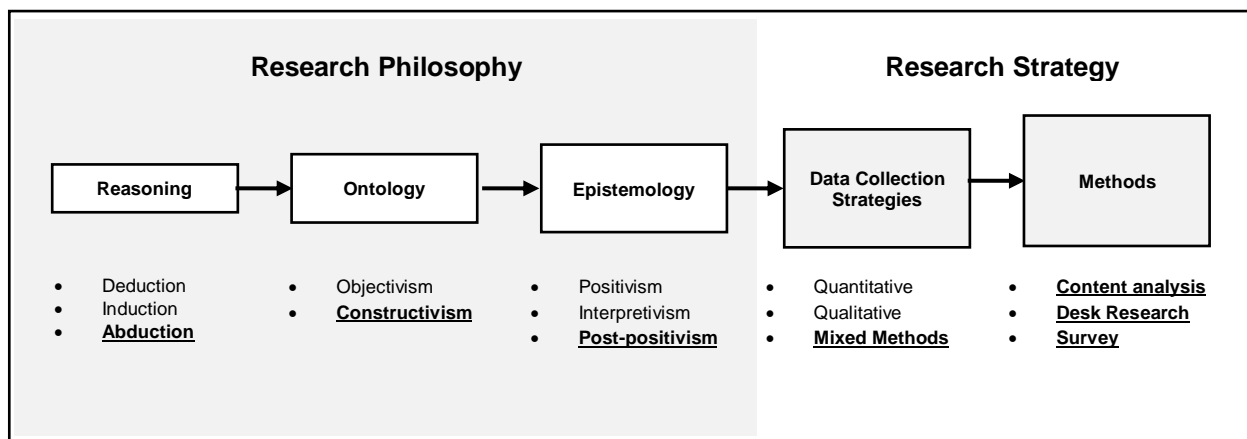 Research Philosophy
Research Strategy
Reasoning
Ontology
Epistemology
Data Collection
Strategies
Methods
• Deduction
• Induction
• Abduction
• Objectivism
• Constructivism
• Positivism
• Interpretivism
• Post-positivism
• Quantitative
• Qualitative
• Mixed Methods
• Content analysis
• Desk Research
• Survey